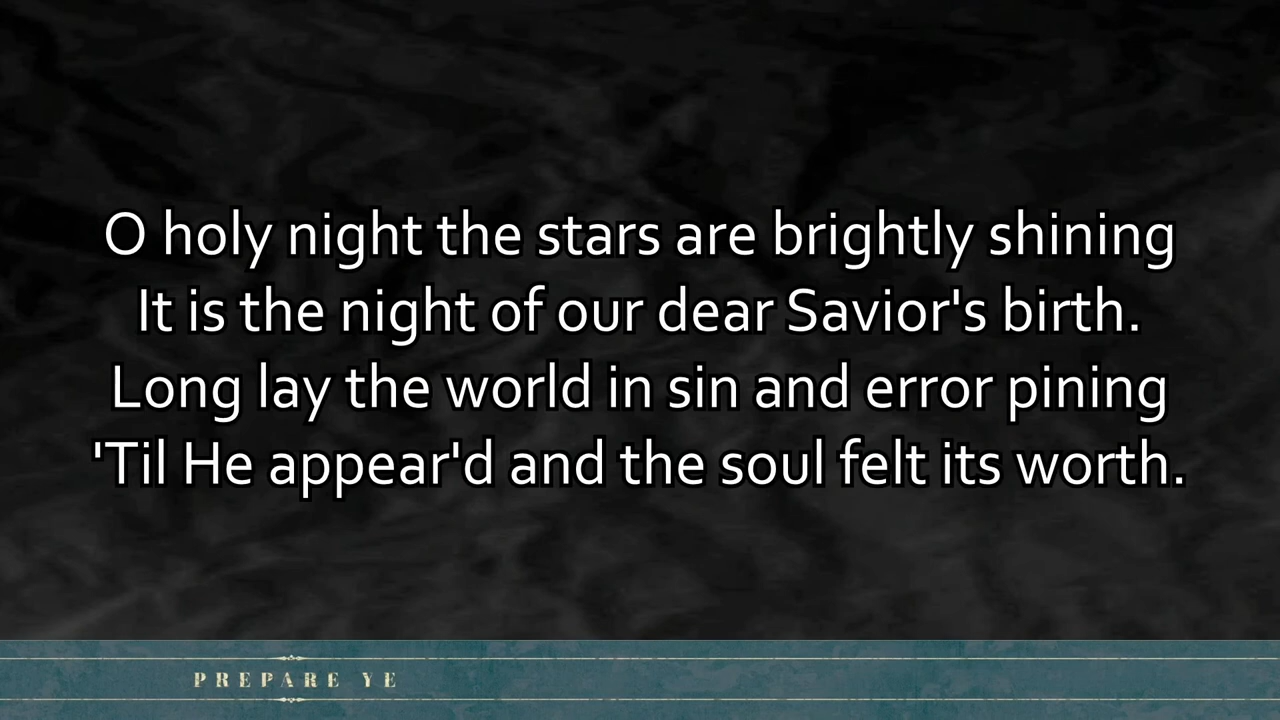 O holy night the stars are brightly shining
It is the night of our dear Savior's birth.
Long lay the world in sin and error pining
'Til He appear'd and the soul felt its worth.
PREPARE YE